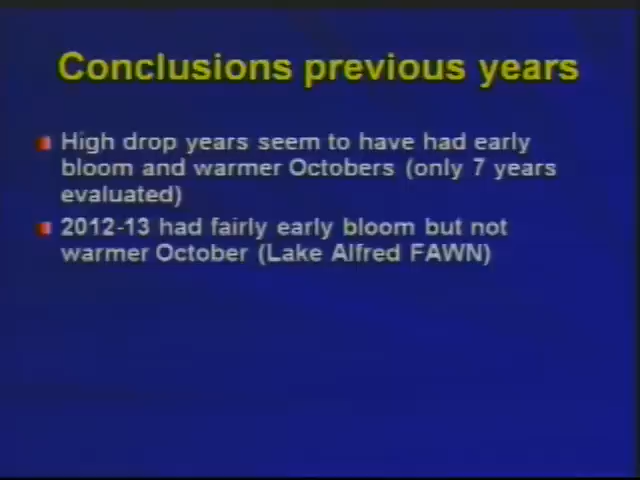 Conclusions previous years
High drop years seem to have had early
bloom and warmer Octobers (only 7 years
evaluated)
2012-13 had fairly early bloom but not
warmer October (Lake Alfred FAWN)